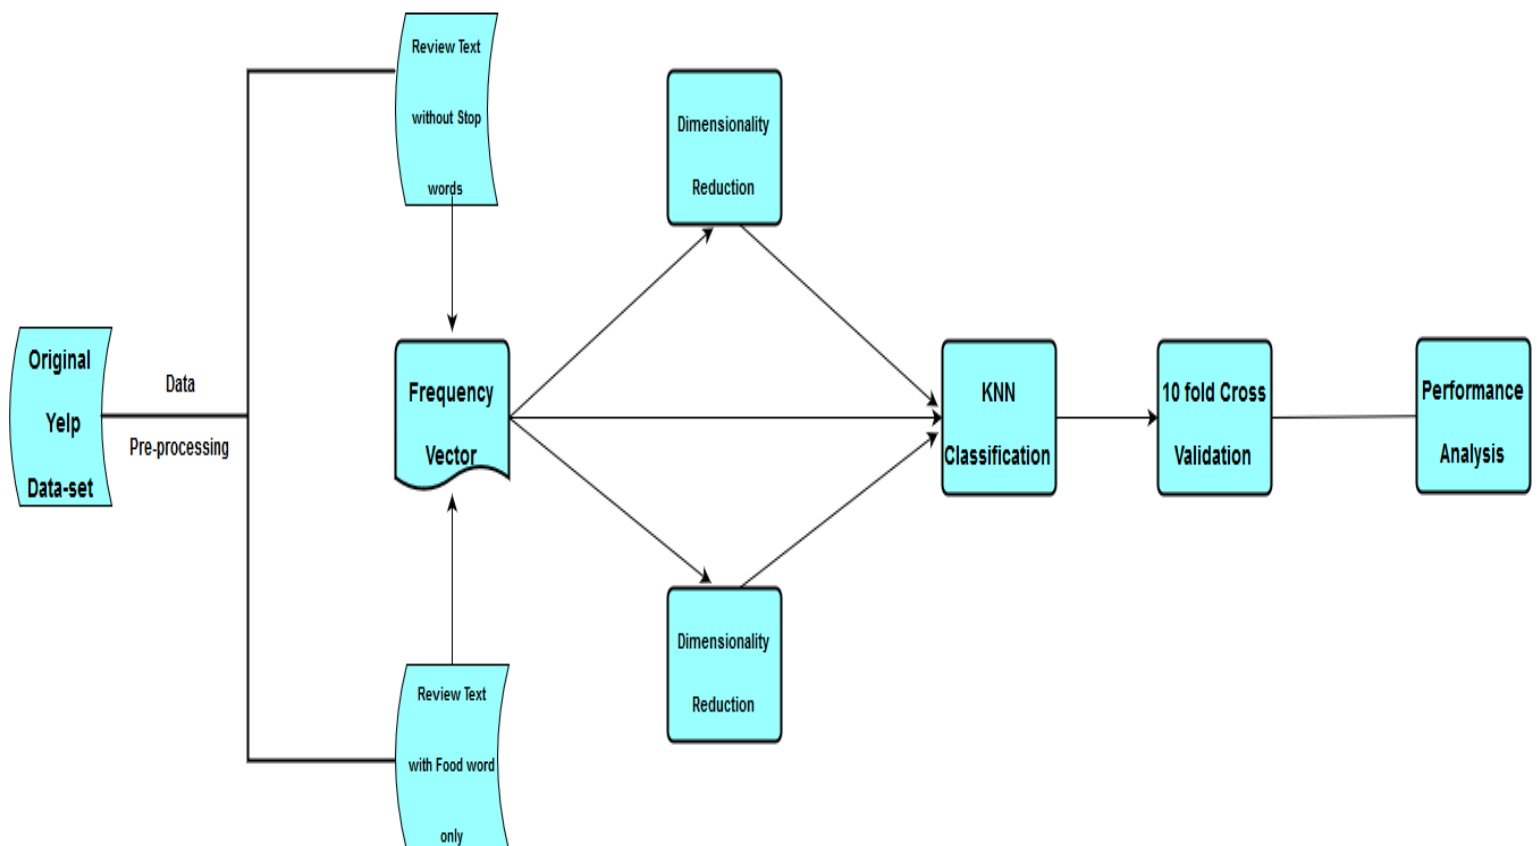 Original
Yelp
Data-set
Data
Pre-processing
Review Text
without Stop
words
Frequency
Vector
Review Text
with Food word
only
Dimensionality
Reduction
Dimensionality
Reduction
KNN
Classification
10 fold Cross
Validation
Performance
Analysis